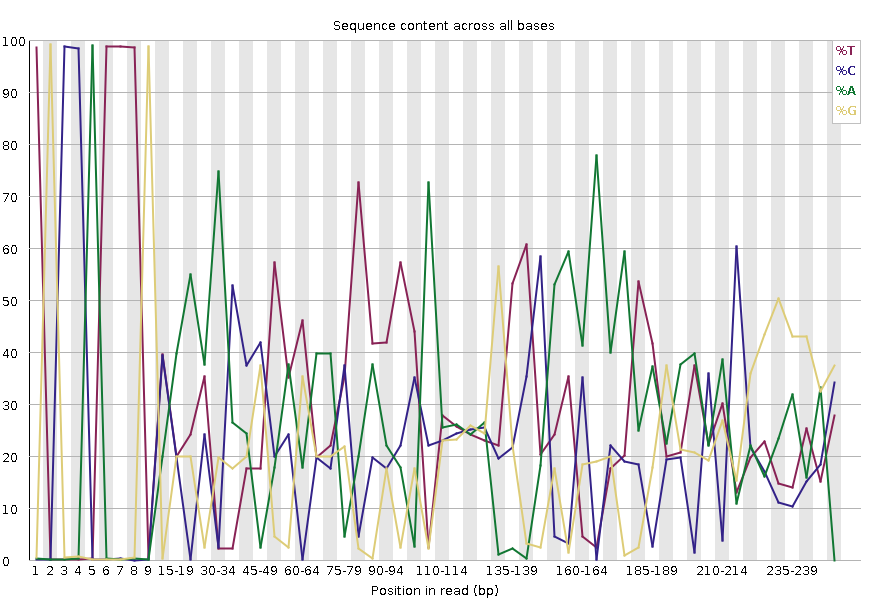 Sequence content across all bases
100
90
80
70
60
50
40
30
20
10
0
%T
%C
%A
%G
1 2 3 4 5 6 7 8 9 15-19 30-34 45-49 60-64 75-79 90-94 110-114 135-139 160-164 185-189 210-214 235-239
Position in read (bp)